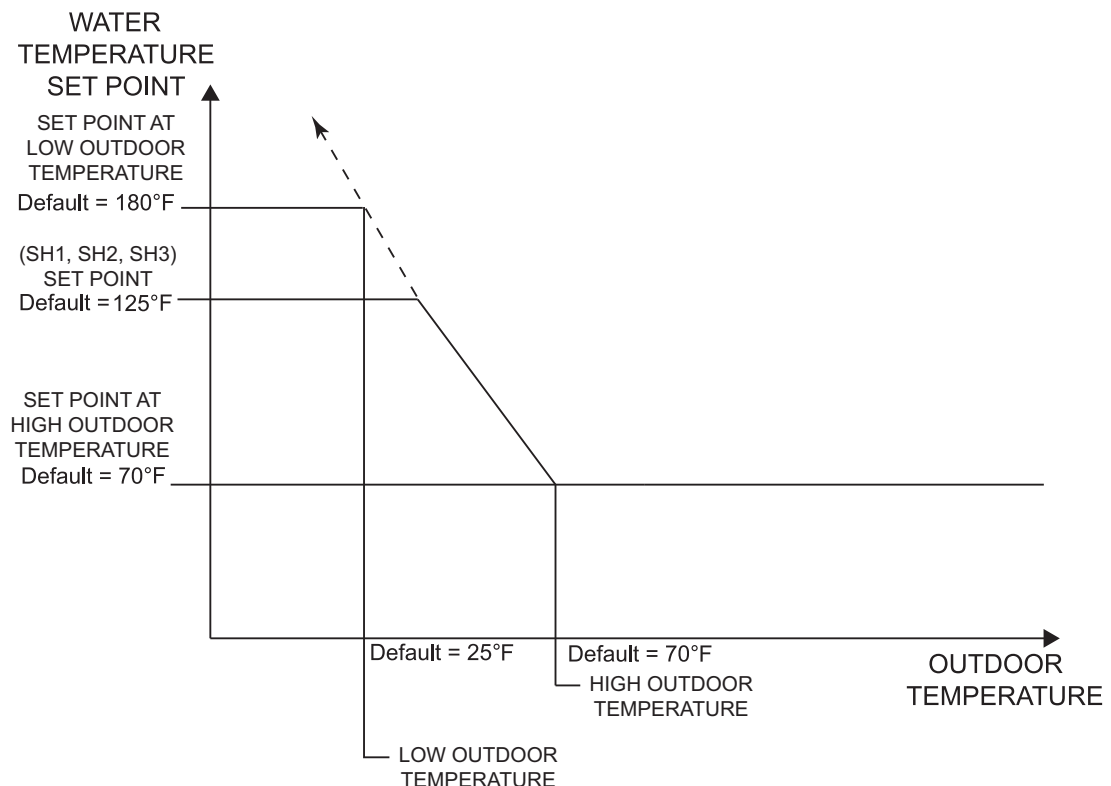 WATER
TEMPERATURE
SET POINT
SET POINT AT
LOW OUTDOOR
TEMPERATURE
Default = 180°F
(SH1, SH2, SH3)
SET POINT
Default = 125°F
SET POINT AT
HIGH OUTDOOR
TEMPERATURE
Default = 70°F
Default = 25°F
Default = 70°F
OUTDOOR
TEMPERATURE
HIGH OUTDOOR
TEMPERATURE
LOW OUTDOOR
TEMPERATURE